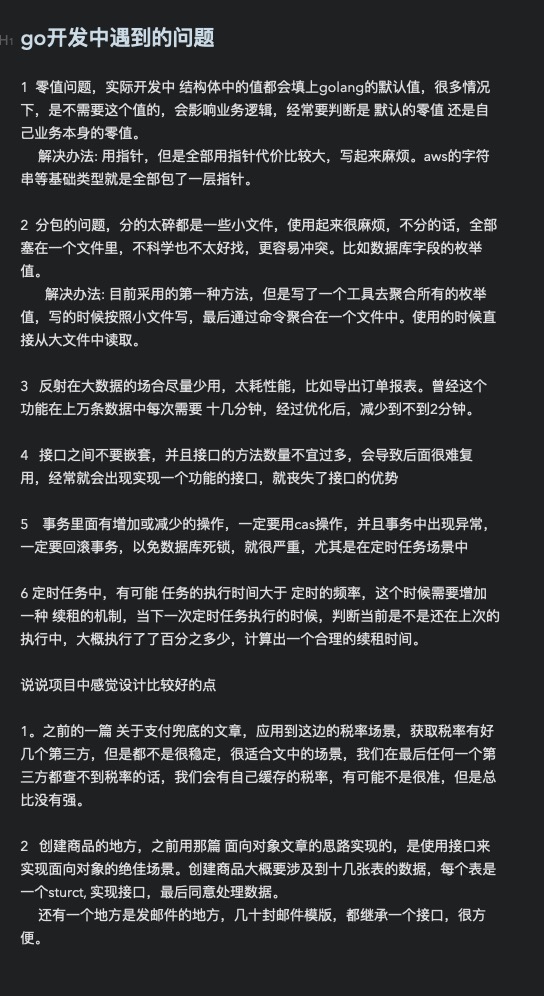 H1 go开发中遇到的问题
1  零值问题，实际开发中 结构体中的值都会填上golang的默认值，很多情况
下，是不需要这个值的，会影响业务逻辑，经常要判断是 默认的零值 还是自
己业务本身的零值。
解决办法: 用指针，但是全部用指针代价比较大，写起来麻烦。aws的字符
串等基础类型就是全部包了一层指针。
2  分包的问题，分的太碎都是一些小文件，使用起来很麻烦，不分的话，全部
塞在一个文件里，不科学也不太好找，更容易冲突。比如数据库字段的枚举
值。
解决办法: 目前采用的第一种方法，但是写了一个工具去聚合所有的枚举
值，写的时候按照小文件写，最后通过命令聚合在一个文件中。使用的时候直
接从大文件中读取。
3   反射在大数据的场合尽量少用，太耗性能，比如导出订单报表。曾经这个
功能在上万条数据中每次需要 十几分钟，经过优化后，减少到不到2分钟。
4   接口之间不要嵌套，并且接口的方法数量不宜过多，会导致后面很难复
用，经常就会出现实现一个功能的接口，就丧失了接口的优势
5    事务里面有增加或减少的操作，一定要用cas操作，并且事务中出现异常，
一定要回滚事务，以免数据库死锁，就很严重，尤其是在定时任务场景中
6 定时任务中，有可能 任务的执行时间大于 定时的频率，这个时候需要增加
一种 续租的机制，当下一次定时任务执行的时候，判断当前是不是还在上次的
执行中，大概执行了了百分之多少，计算出一个合理的续租时间。
说说项目中感觉设计比较好的点
1。之前的一篇 关于支付兜底的文章，应用到这边的税率场景，获取税率有好
几个第三方，但是都不是很稳定，很适合文中的场景，我们在最后任何一个第
三方都查不到税率的话，我们会有自己缓存的税率，有可能不是很准，但是总
比没有强。
2   创建商品的地方，之前用那篇 面向对象文章的思路实现的，是使用接口来
实现面向对象的绝佳场景。创建商品大概要涉及到十几张表的数据，每个表是
一个sturct, 实现接口，最后同意处理数据。
还有一个地方是发邮件的地方，几十封邮件模版，都继承一个接口，很方
便。